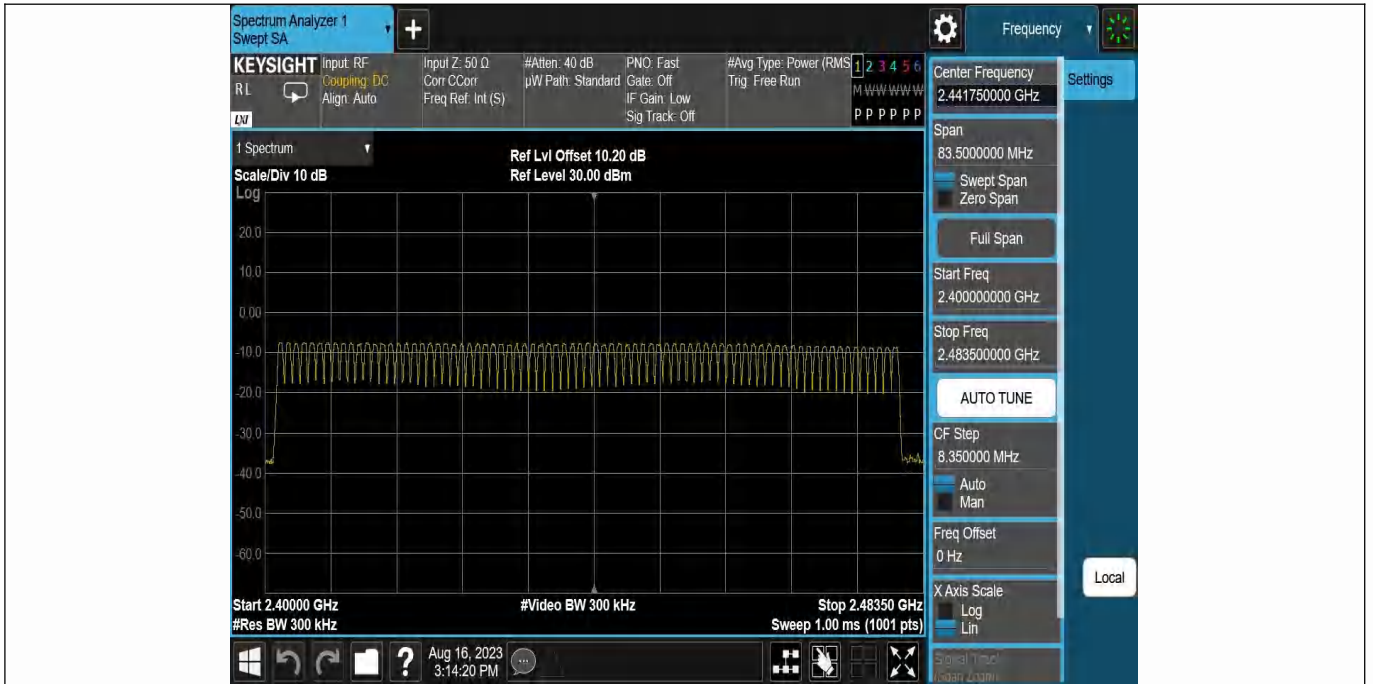 Spectrum Analyzer 1
Swept SA
+
Frequency
KEYSIGHT
RL
LXI
Input: RF
Coupling: DC
Align: Auto
Input Z: 50 Ω
Corr CCorr
Freq Ref: Int (S)
#Atten: 40 dB
µW Path: Standard
PNO: Fast
Gate: Off
IF Gain: Low
Sig Track: Off
#Avg Type: Power (RMS
Trig: Free Run
1 2 3 4 5 6
M W W W W W
P P P P P P
1 Spectrum
Scale/Div 10 dB
Ref Lvl Offset 10.20 dB
Ref Level 30.00 dBm
Log
20.0
10.0
0.00
-10.0
-20.0
-30.0
-40.0
-50.0
-60.0
Start 2.40000 GHz
#Res BW 300 kHz
#Video BW 300 kHz
Stop 2.48350 GHz
Sweep 1.00 ms (1001 pts)
Aug 16, 2023
3:14:20 PM
?
Center Frequency
2.441750000 GHz
Settings
Span
83.5000000 MHz
Swept Span
Zero Span
Full Span
Start Freq
2.400000000 GHz
Stop Freq
2.483500000 GHz
AUTO TUNE
CF Step
8.350000 MHz
Auto
Man
Freq Offset
0 Hz
X Axis Scale
Log
Lin
Local
Signal Track
(Span Zoom)